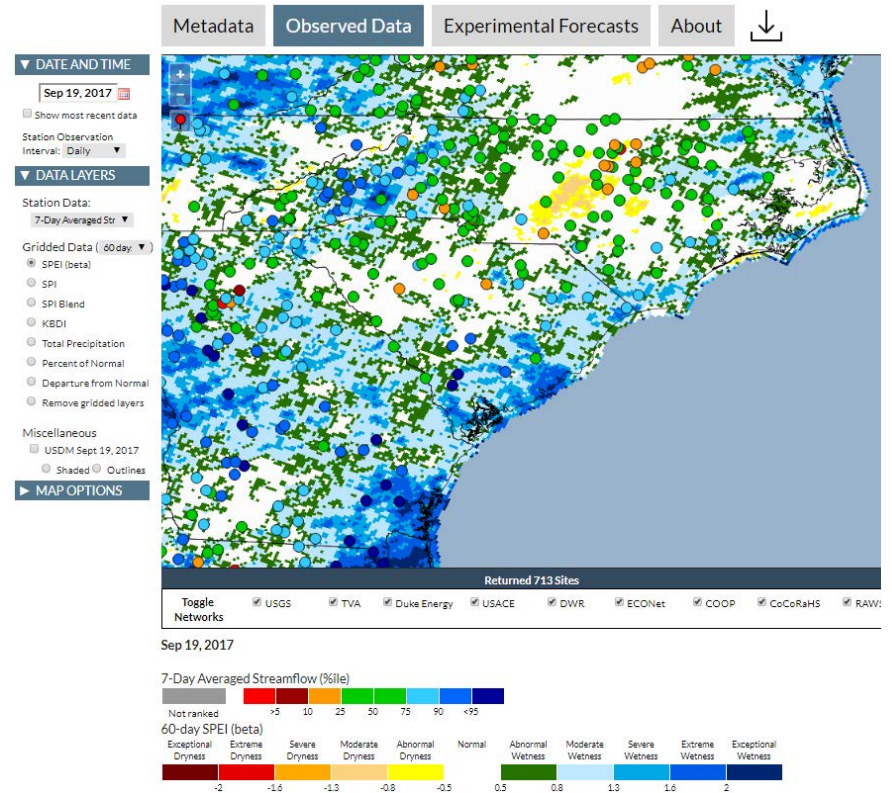 Metadata Observed Data Experimental Forecasts About
▼ DATE AND TIME
Sep 19, 2017
Show most recent data
Station Observation
Interval: Daily ▼
▼ DATA LAYERS
Station Data:
7-Day Averaged Str ▼
Gridded Data ( 60 day: ▼ )
SPEI (beta)
SPI
SPI Blend
KBDI
Total Precipitation
Percent of Normal
Departure from Normal
Remove gridded layers
Miscellaneous
USDM Sept 19, 2017
Shaded Outlines
▶ MAP OPTIONS
+
−
Returned 713 Sites
Toggle
Networks
USGS TVA Duke Energy USACE DWR ECONet COOP CoCoRaHS RAWS
Sep 19, 2017
7-Day Averaged Streamflow (%ile)
Not ranked >5 10 25 50 75 90 <95
60-day SPEI (beta)
Exceptional Extreme Severe Moderate Abnormal Normal Abnormal Moderate Severe Extreme Exceptional
Dryness Dryness Dryness Dryness Dryness Wetness Wetness Wetness Wetness Wetness
-2 -1.6 -1.3 -0.8 -0.5 0.5 0.8 1.3 1.6 2